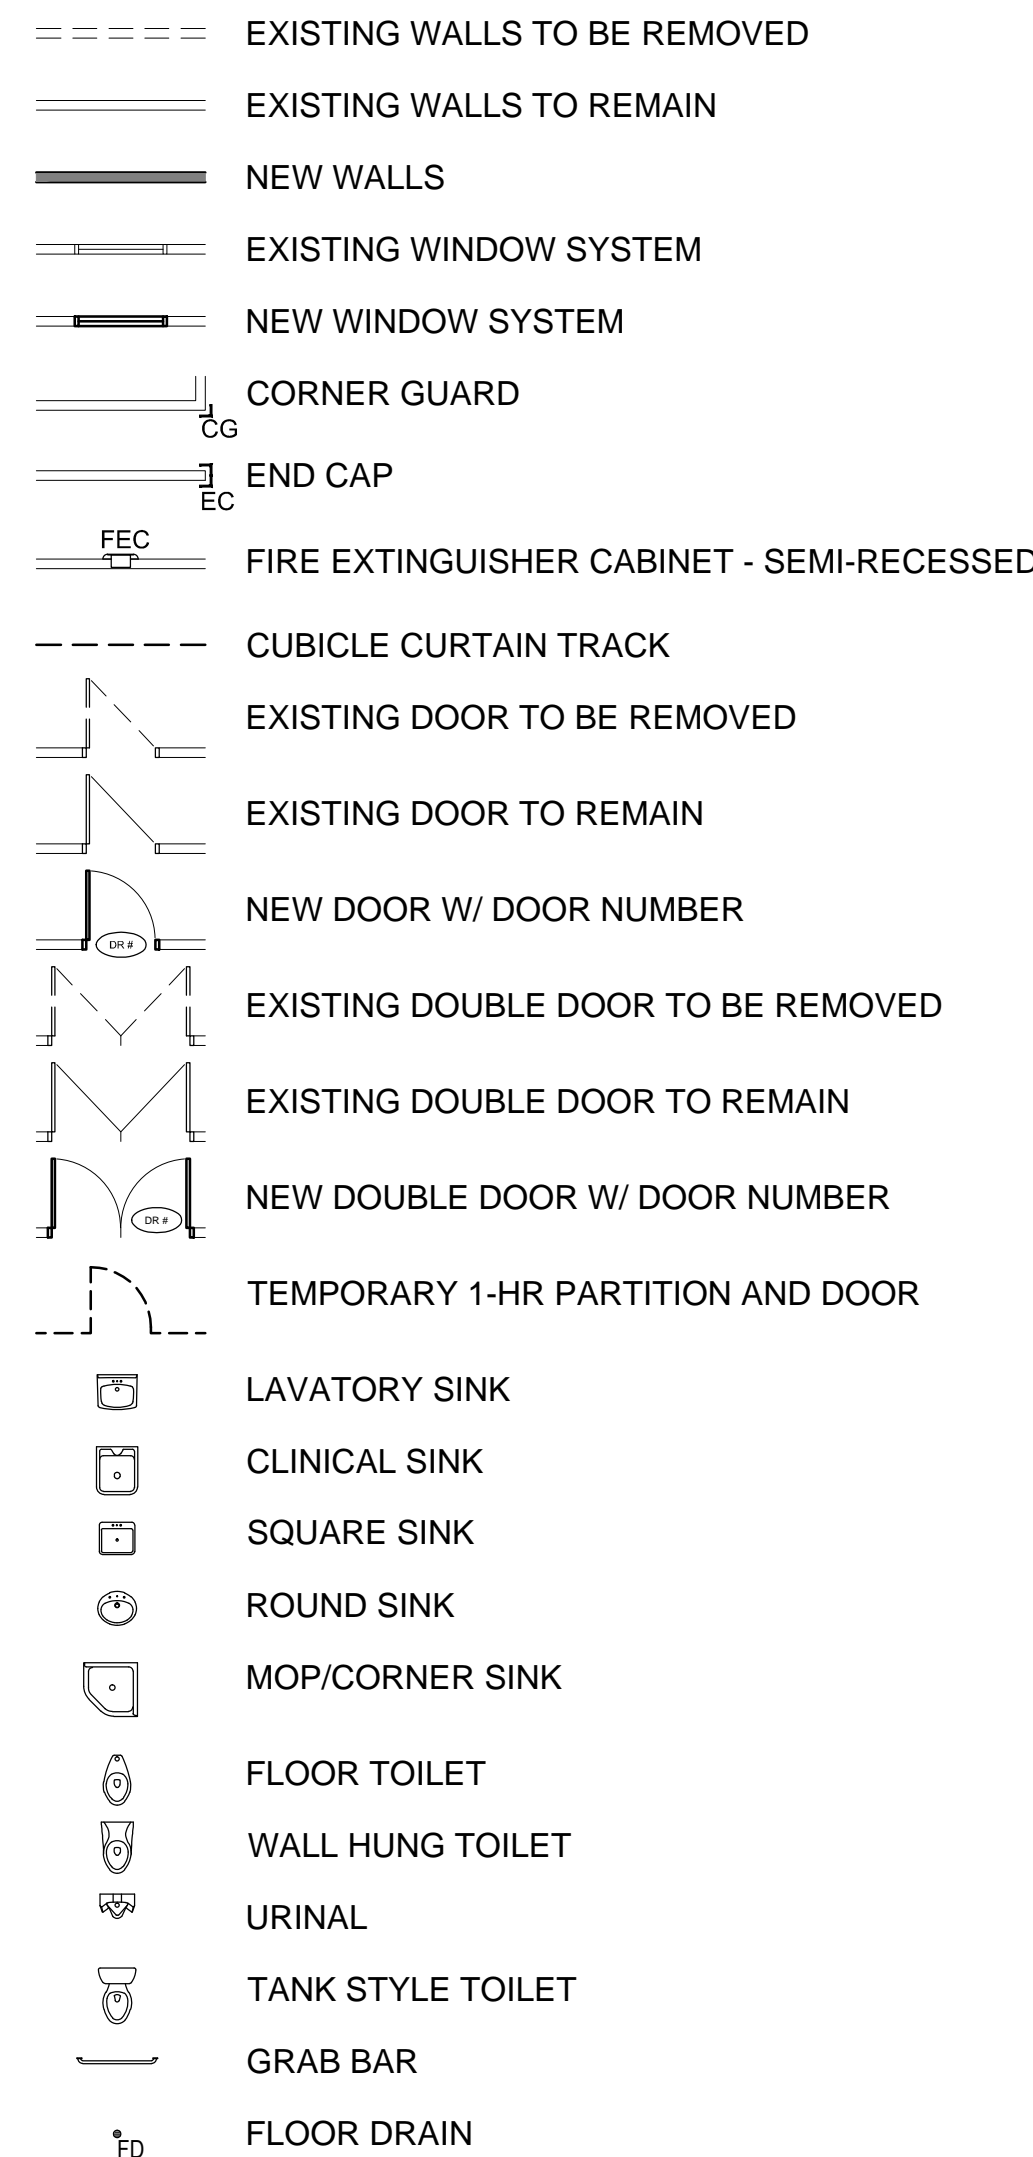 EXISTING WALLS TO BE REMOVED
EXISTING WALLS TO REMAIN
NEW WALLS
EXISTING WINDOW SYSTEM
NEW WINDOW SYSTEM
CORNER GUARD
CG
END CAP
EC
FEC
FIRE EXTINGUISHER CABINET - SEMI-RECESSED
CUBICLE CURTAIN TRACK
EXISTING DOOR TO BE REMOVED
EXISTING DOOR TO REMAIN
NEW DOOR W/ DOOR NUMBER
DR #
EXISTING DOUBLE DOOR TO BE REMOVED
EXISTING DOUBLE DOOR TO REMAIN
NEW DOUBLE DOOR W/ DOOR NUMBER
DR #
TEMPORARY 1-HR PARTITION AND DOOR
LAVATORY SINK
CLINICAL SINK
SQUARE SINK
ROUND SINK
MOP/CORNER SINK
FLOOR TOILET
WALL HUNG TOILET
URINAL
TANK STYLE TOILET
GRAB BAR
FLOOR DRAIN
FD